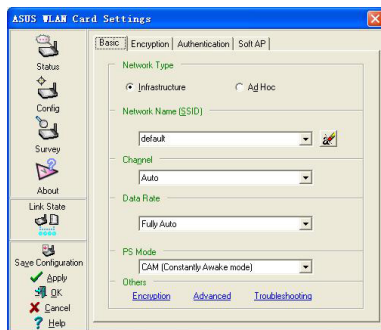 ASUS WLAN Card Settings
Status
Config
Survey
About
Link State
Save Configuration
Apply
OK
Cancel
Help
Basic Encryption Authentication Soft AP
Network Type
Infrastructure Ad Hoc
Network Name (SSID)
default
Channel
Auto
Data Rate
Fully Auto
PS Mode
CAM (Constantly Awake mode)
Others
Encryption Advanced Troubleshooting